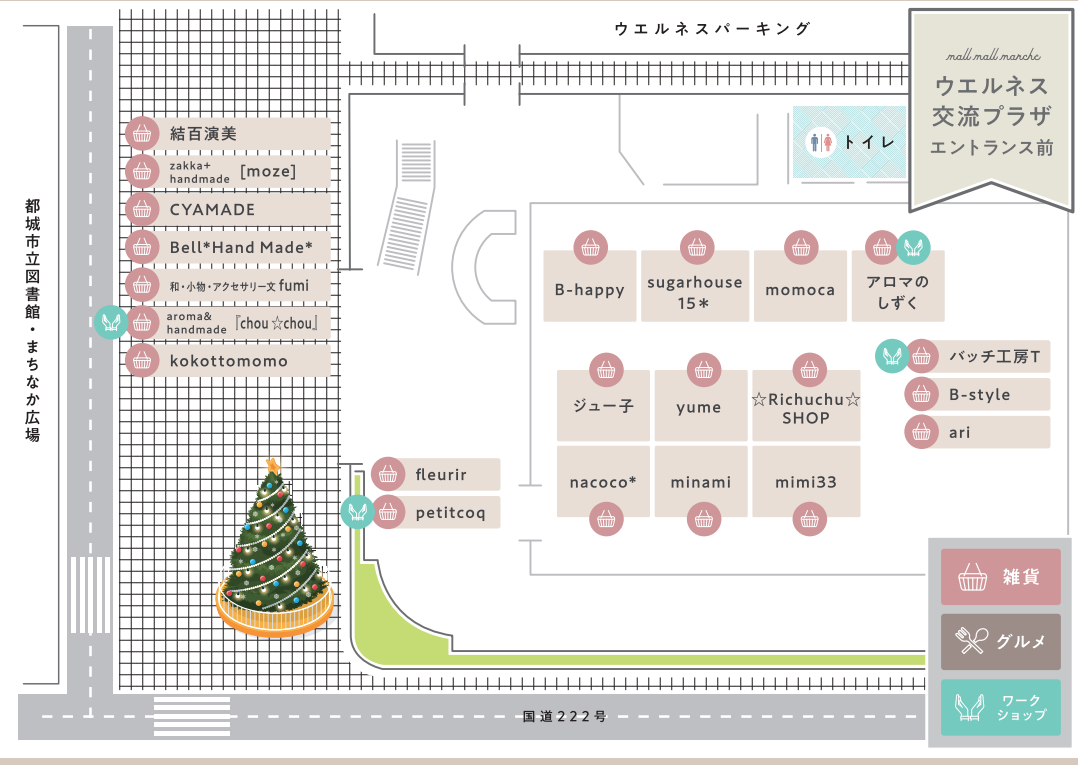 ウエルネスパーキング
mall mall marche
ウエルネス
交流プラザ
エントランス前
トイレ
都城市立図書館・まちなか広場
結百演美
zakka+
handmade [moze]
CYAMADE
Bell*Hand Made*
和・小物・アクセサリー文fumi
aroma&
handmade 『chou☆chou』
kokottomomo
B-happy
sugarhouse
15*
momoca
アロマの
しずく
バッチ工房T
B-style
ari
ジュー子
yume
☆Richuchu☆
SHOP
nacoco*
minami
mimi33
fleurir
petitcoq
雑貨
グルメ
ワーク
ショップ
国道222号